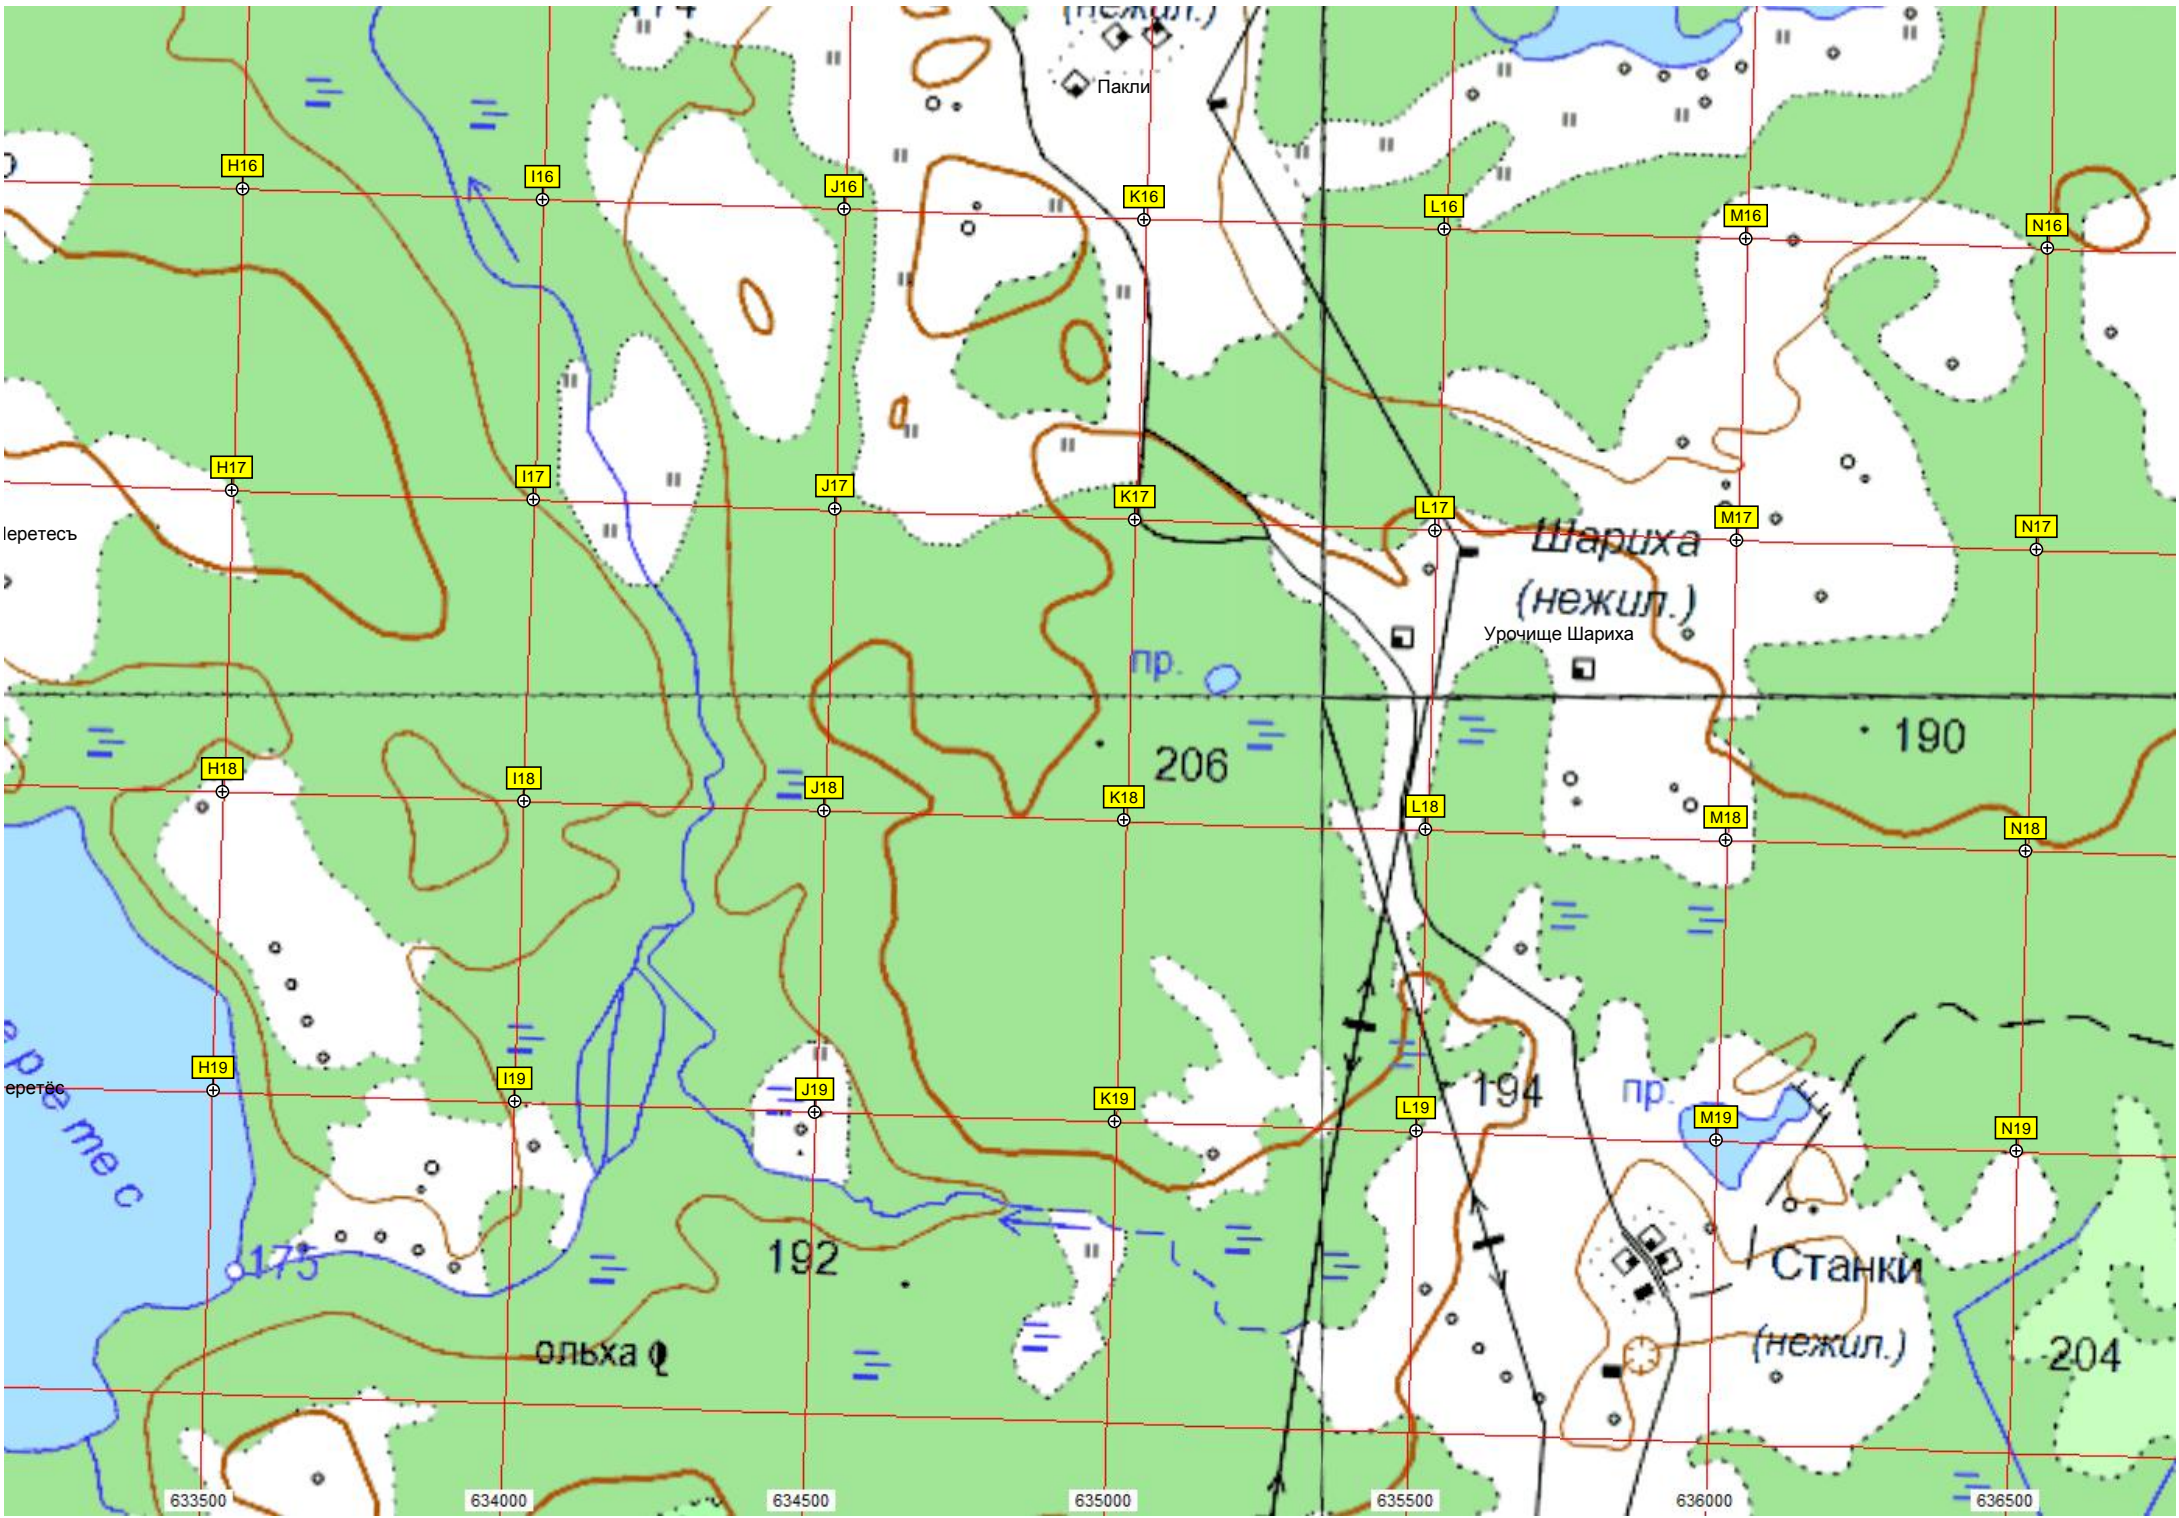 (нежил.)
Пакли
H16
I16
J16
K16
L16
M16
N16
H17
I17
J17
K17
L17
M17
N17
Шариха
(нежил.)
Урочище Шариха
пр.
206
190
H18
I18
J18
K18
L18
M18
N18
H19
I19
J19
K19
L19
M19
N19
194
пр.
175
192
Станки
(нежил.)
204
ольха
633500
634000
634500
635000
635500
636000
636500